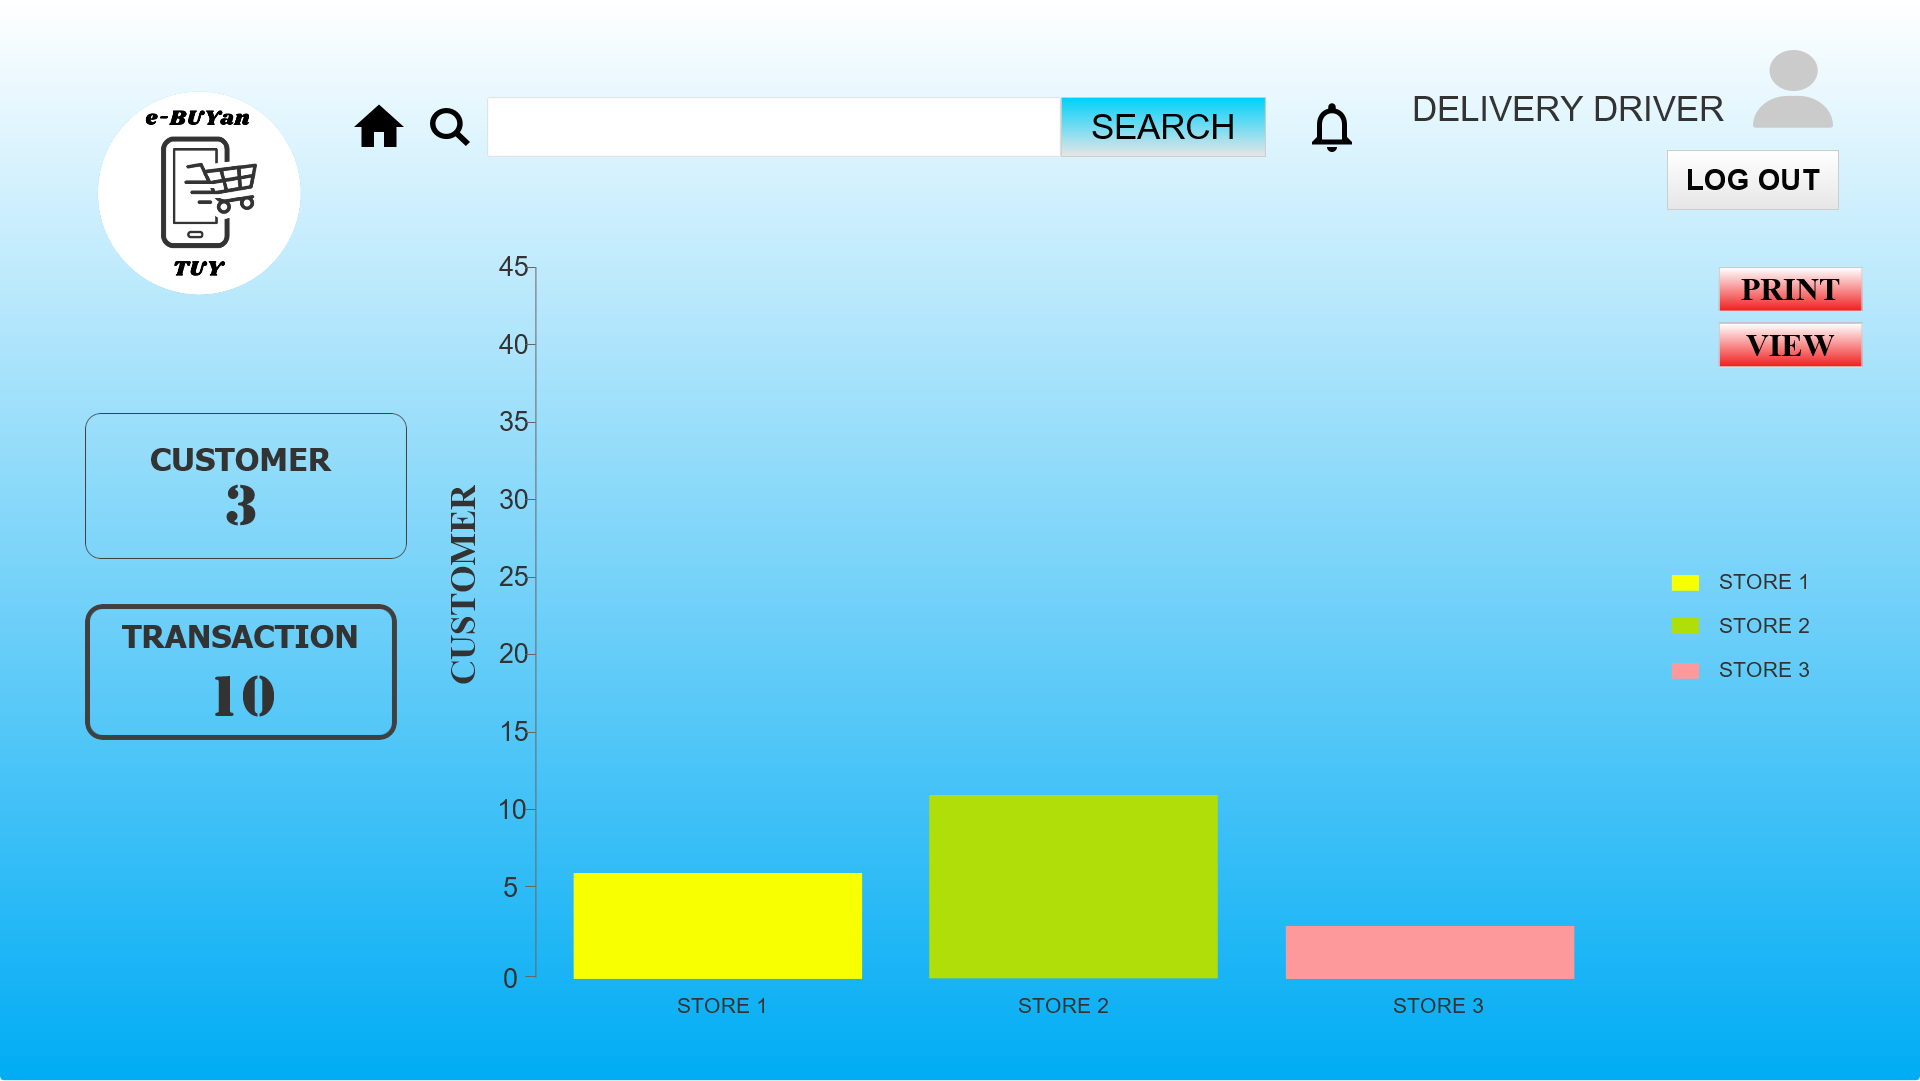 e-BUYan
TUY
SEARCH
DELIVERY DRIVER
LOG OUT
PRINT
VIEW
CUSTOMER
3
TRANSACTION
10
CUSTOMER
45
40
35
30
25
20
15
10
5
0
STORE 1
STORE 2
STORE 3
STORE 1
STORE 2
STORE 3